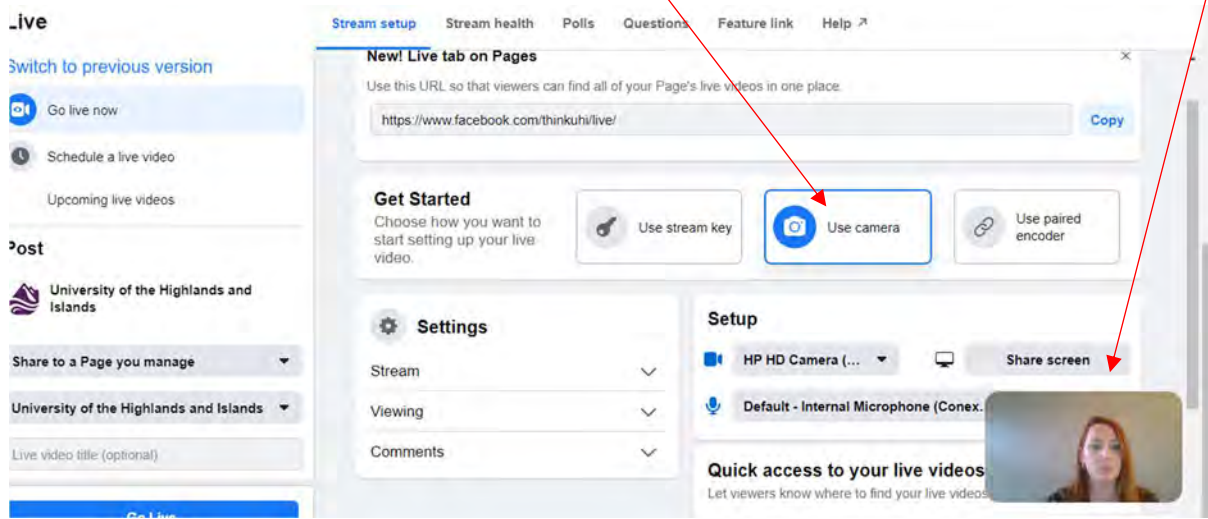 Live
Switch to previous version
Go live now
Schedule a live video
Upcoming live videos
Post
University of the Highlands and
Islands
Share to a Page you manage
University of the Highlands and Islands
Live video title (optional)
Go Live
Stream setup Stream health Polls Questions Feature link Help
New! Live tab on Pages
Use this URL so that viewers can find all of your Page's live videos in one place.
https://www.facebook.com/thinkuhi/live/
Copy
Get Started
Choose how you want to
start setting up your live
video.
Use stream key
Use camera
Use paired
encoder
Settings
Stream
Viewing
Comments
Setup
HP HD Camera (...
Share screen
Default - Internal Microphone (Conex.
Quick access to your live videos
Let viewers know where to find your live videos